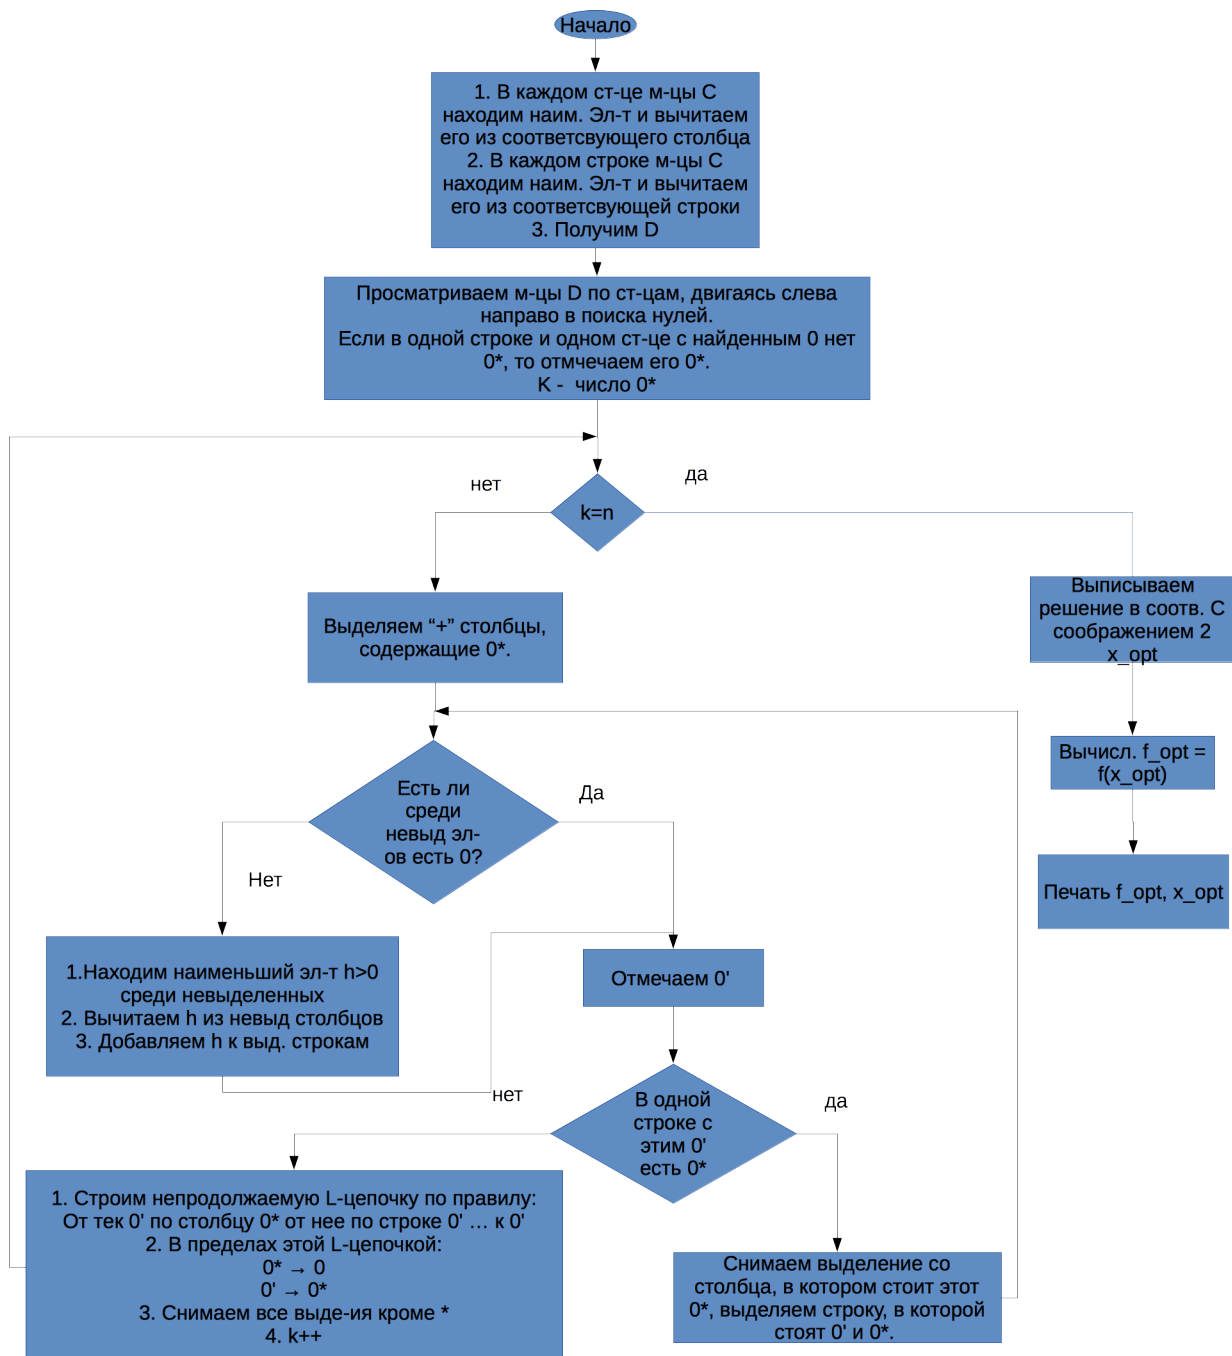 Начало
1. В каждом ст-це м-цы С
находим наим. Эл-т и вычитаем
его из соответсвующего столбца
2. В каждом строке м-цы С
находим наим. Эл-т и вычитаем
его из соответсвующей строки
3. Получим D
Просматриваем м-цы D по ст-цам, двигаясь слева
направо в поиска нулей.
Если в одной строке и одном ст-це с найденным 0 нет
0*, то отмчечаем его 0*.
K - число 0*
нет
да
k=n
Выделяем “+” столбцы,
содержащие 0*.
Выписываем
решение в соотв. С
соображением 2
x_opt
Вычисл. f_opt =
f(x_opt)
Печать f_opt, x_opt
Есть ли
среди
невыд эл-
ов есть 0?
Да
Нет
1.Находим наименьший эл-т h>0
среди невыделенных
2. Вычитаем h из невыд столбцов
3. Добавляем h к выд. строкам
Отмечаем 0'
В одной
строке с
этим 0'
есть 0*
нет
да
1. Строим непродолжаемую L-цепочку по правилу:
От тек 0' по столбцу 0* от нее по строке 0' … к 0'
2. В пределах этой L-цепочкой:
0* → 0
0' → 0*
3. Снимаем все выде-ия кроме *
4. k++
Снимаем выделение со
столбца, в котором стоит этот
0*, выделяем строку, в которой
стоят 0' и 0*.